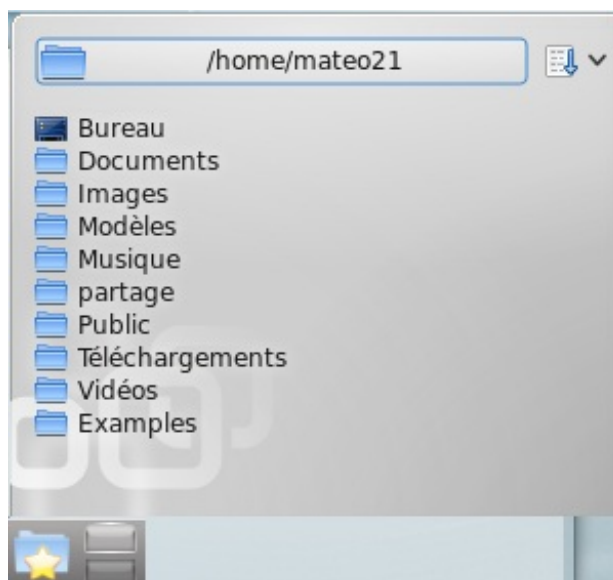 /home/mateo21
Bureau
Documents
Images
Modèles
Musique
partage
Public
Téléchargements
Vidéos
Examples